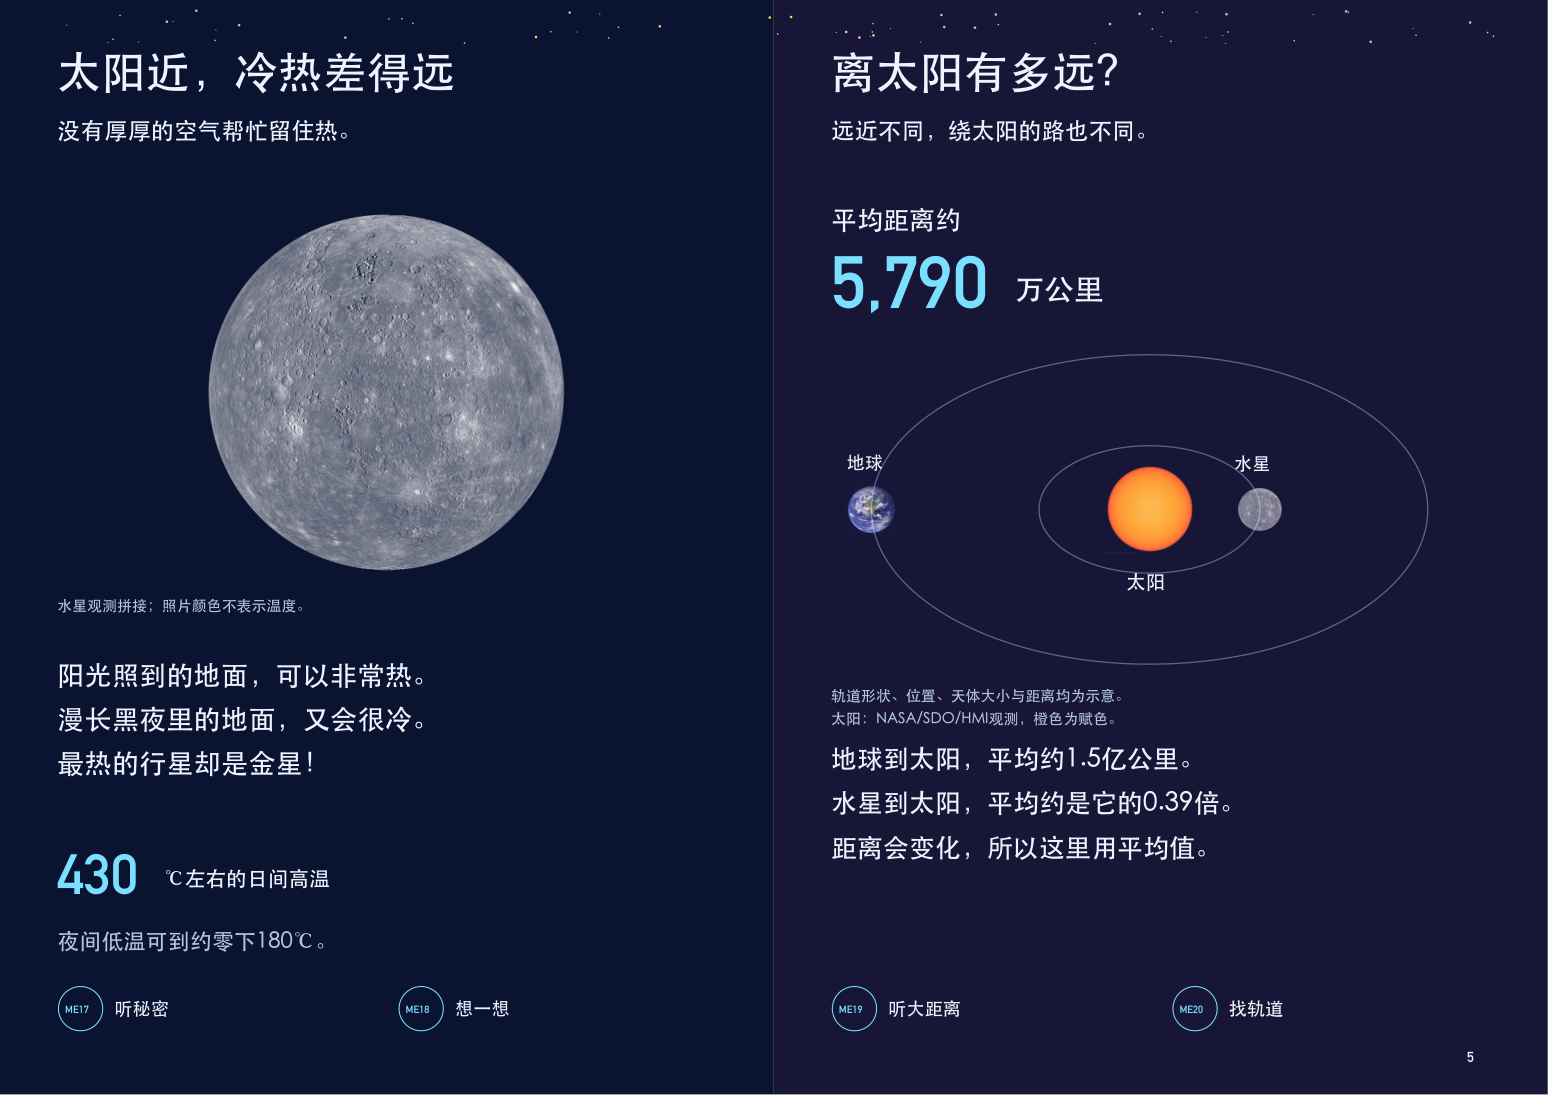 太阳近，冷热差得远
没有厚厚的空气帮忙留住热。
水星观测拼接；照片颜色不表示温度。
阳光照到的地面，可以非常热。
漫长黑夜里的地面，又会很冷。
最热的行星却是金星！
430 ℃左右的日间高温
夜间低温可到约零下180℃。
ME17 听秘密
ME18 想一想
离太阳有多远？
远近不同，绕太阳的路也不同。
平均距离约
5,790 万公里
地球
水星
太阳
轨道形状、位置、天体大小与距离均为示意。
太阳：NASA/SDO/HMI观测，橙色为赋色。
地球到太阳，平均约1.5亿公里。
水星到太阳，平均约是它的0.39倍。
距离会变化，所以这里用平均值。
ME19 听大距离
ME20 找轨道
5